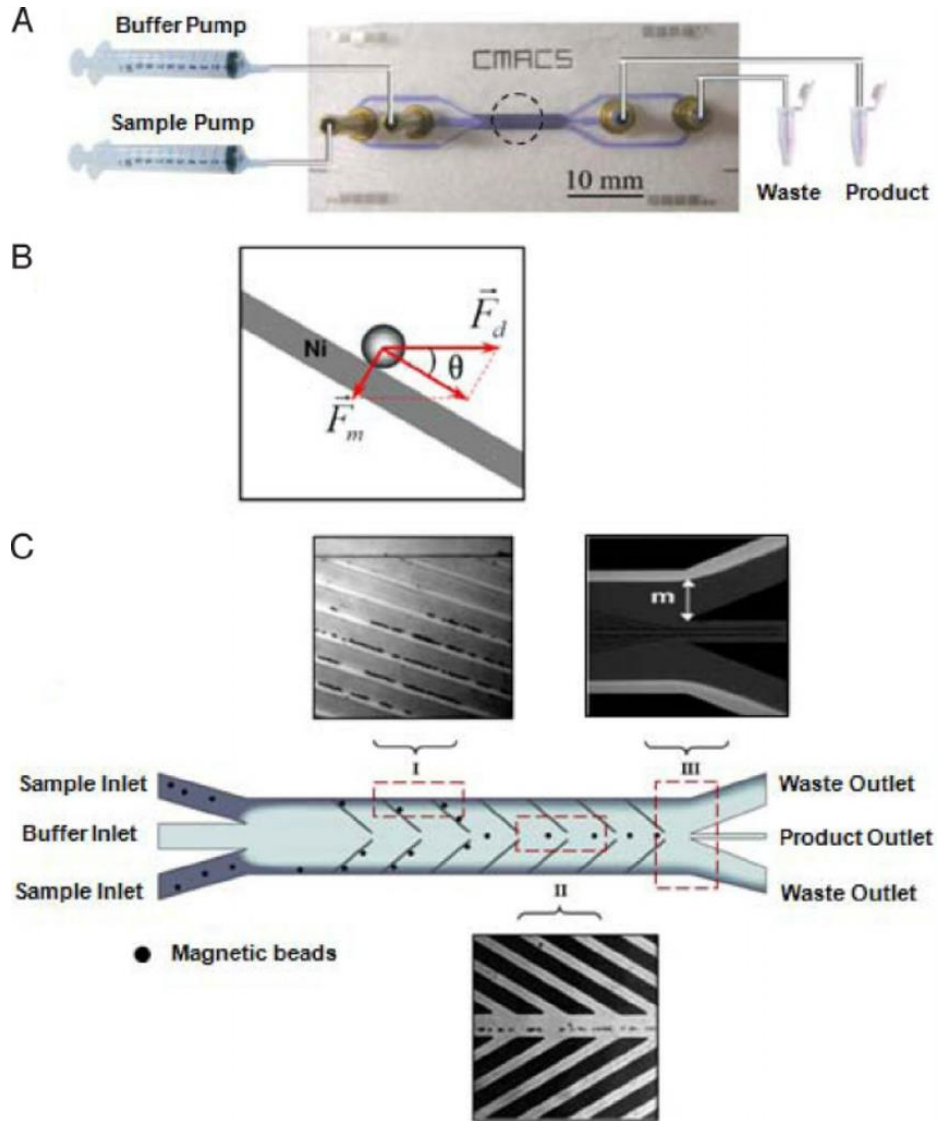 A
Buffer Pump
CMACS
Sample Pump
10 mm
Waste
Product
B
Ni
F⃗d
θ
F⃗m
C
m
I
III
Sample Inlet
Waste Outlet
Buffer Inlet
Product Outlet
Sample Inlet
Waste Outlet
II
Magnetic beads